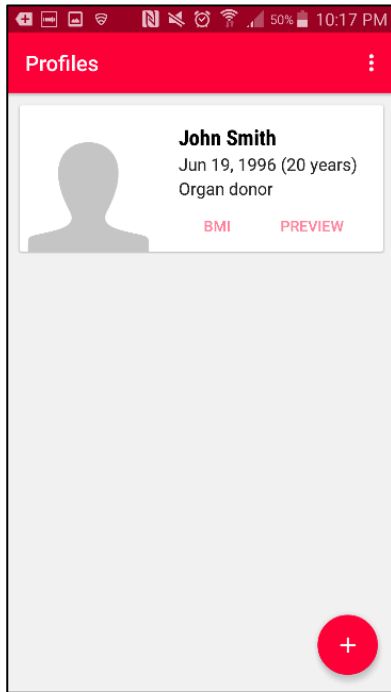 50% 10:17 PM
Profiles
John Smith
Jun 19, 1996 (20 years)
Organ donor
BMI PREVIEW
+